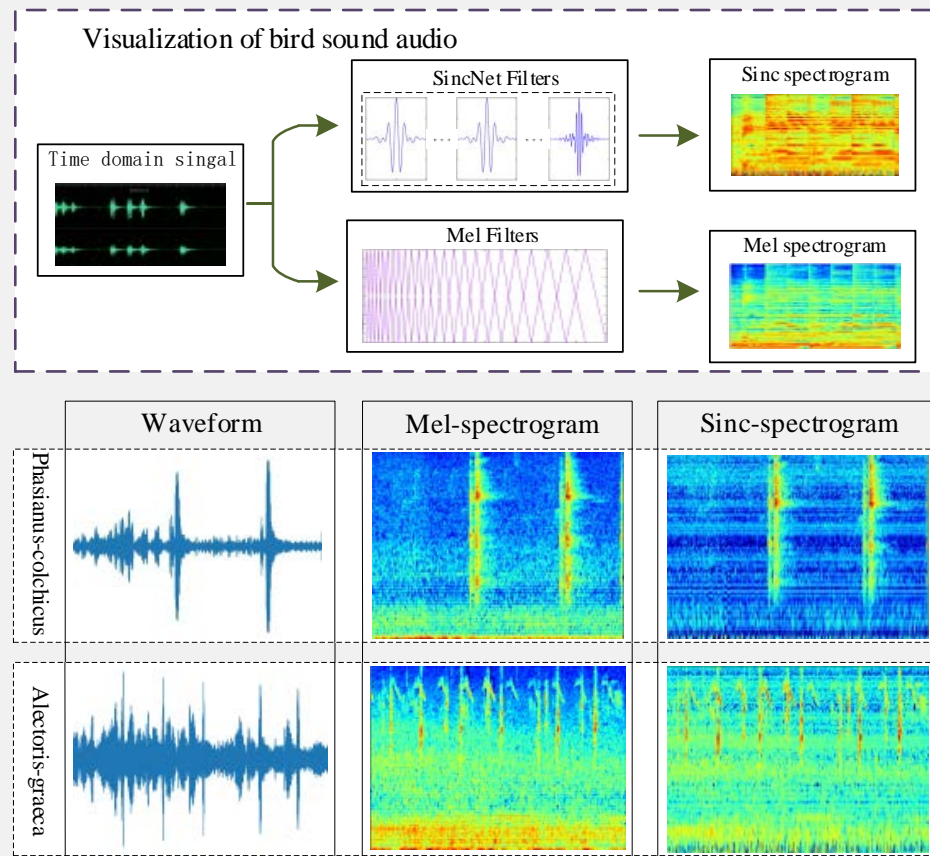 Visualization of bird sound audio
SincNet Filters
Sinc spectrogram
Time domain singal
... ...
Mel Filters
Mel spectrogram
Waveform
Mel-spectrogram
Sinc-spectrogram
Phasianus-colchicus
Alectoris-graeca